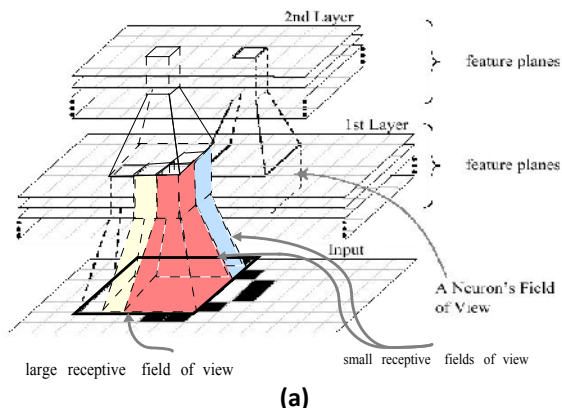 2nd Layer
feature planes
1st Layer
feature planes
Input
A Neuron's Field
of View
small receptive fields of view
large receptive field of view
(a)